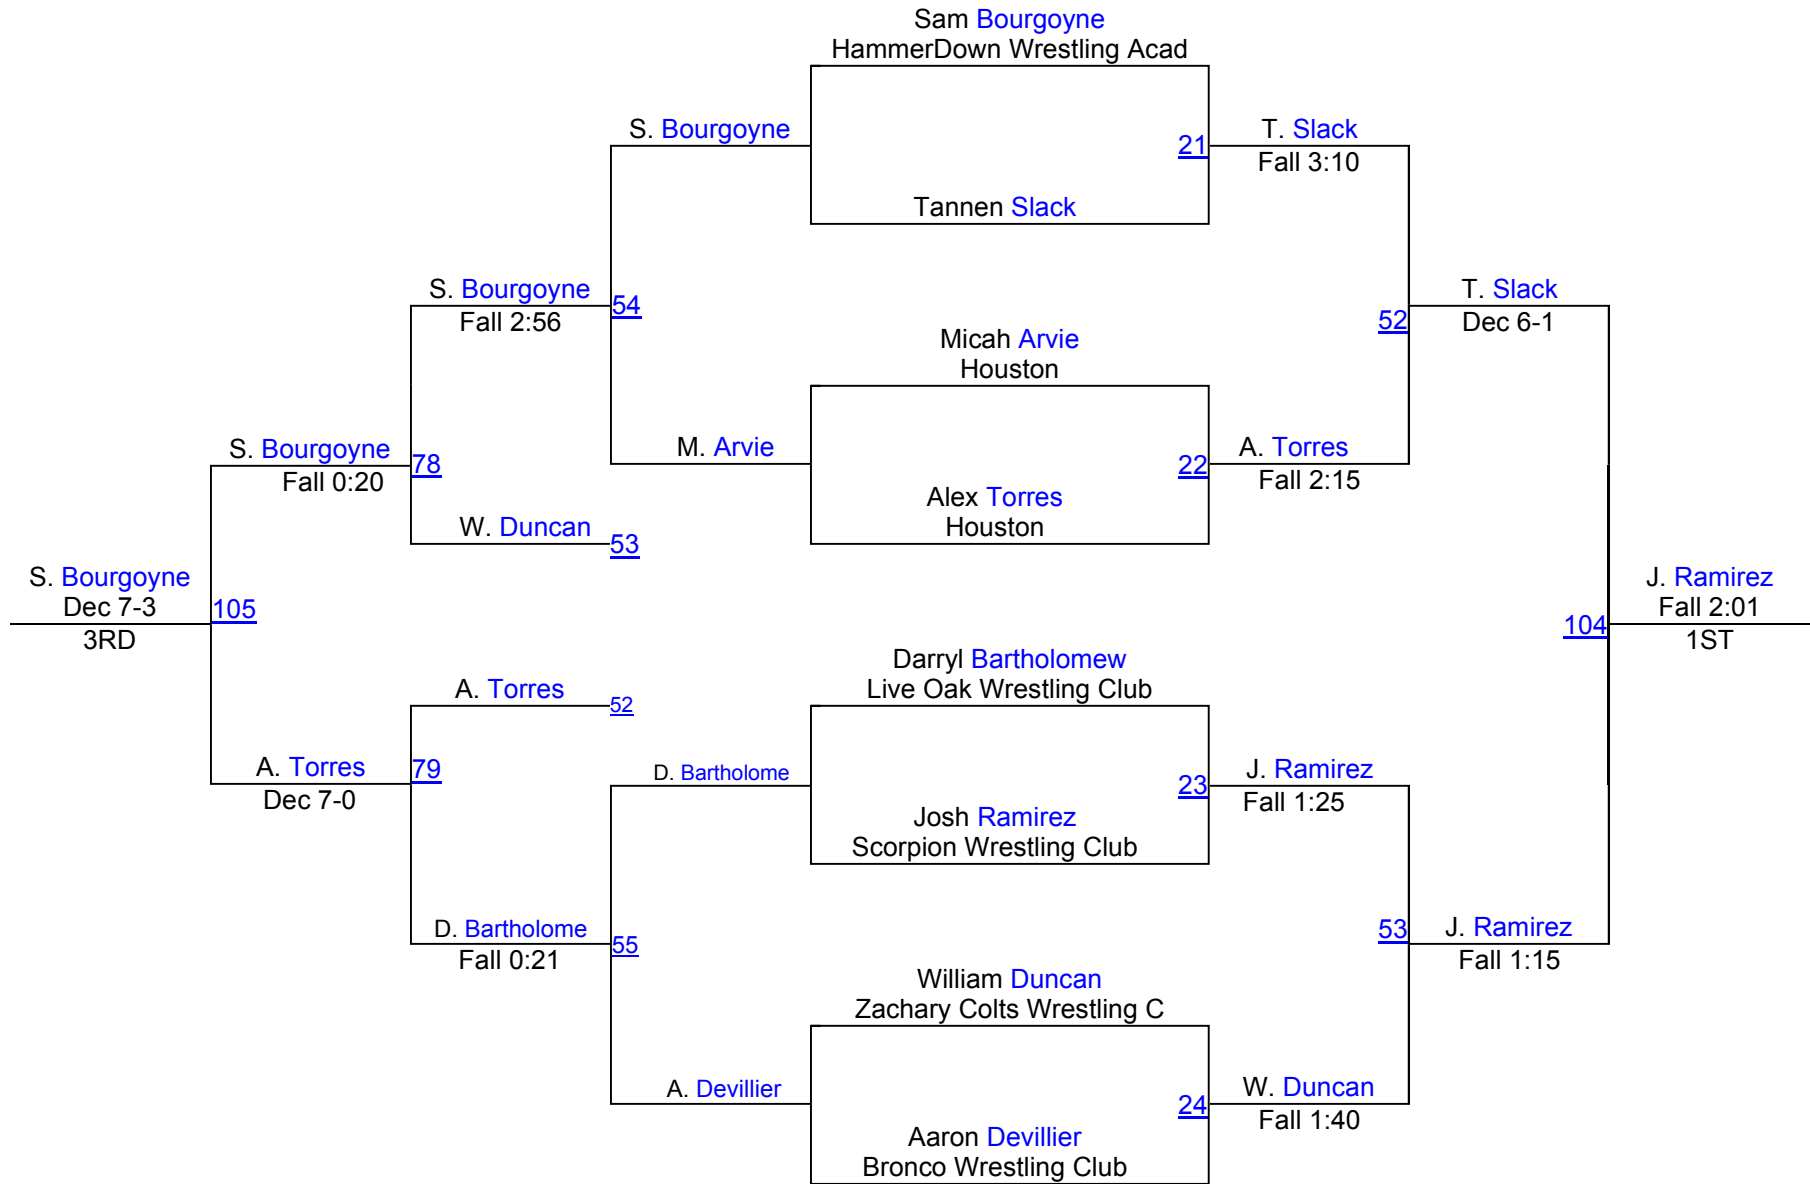 Sam Bourgoyne
HammerDown Wrestling Acad
S. Bourgoyne
21
T. Slack
Fall 3:10
Tannen Slack
S. Bourgoyne
Fall 2:56
54
T. Slack
Dec 6-1
52
Micah Arvie
Houston
S. Bourgoyne
Fall 0:20
78
M. Arvie
22
A. Torres
Fall 2:15
Alex Torres
Houston
W. Duncan
53
S. Bourgoyne
Dec 7-3
3RD
105
J. Ramirez
Fall 2:01
1ST
104
Darryl Bartholomew
Live Oak Wrestling Club
A. Torres
52
A. Torres
Dec 7-0
79
D. Bartholome
23
J. Ramirez
Fall 1:25
Josh Ramirez
Scorpion Wrestling Club
D. Bartholome
Fall 0:21
55
53
J. Ramirez
Fall 1:15
William Duncan
Zachary Colts Wrestling C
A. Devillier
24
W. Duncan
Fall 1:40
Aaron Devillier
Bronco Wrestling Club